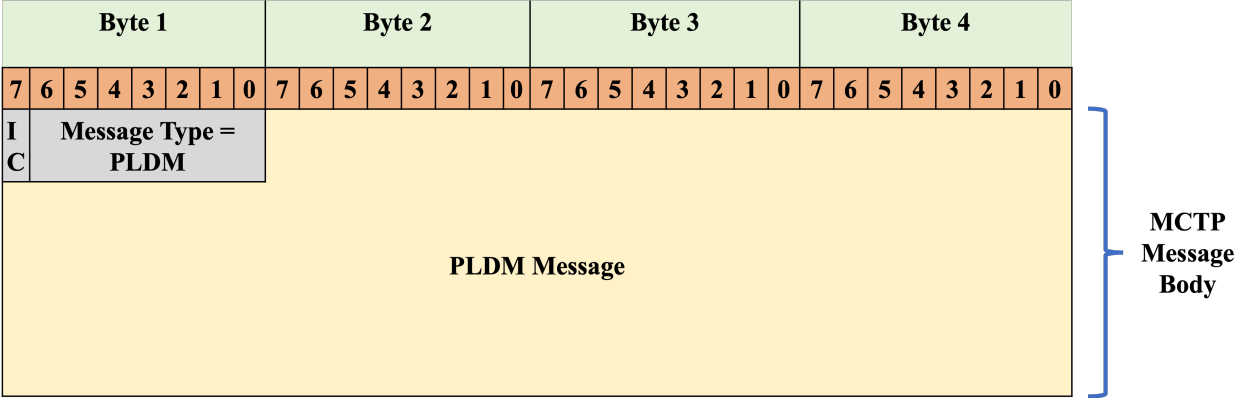 Byte 1 Byte 2 Byte 3 Byte 4
7 6 5 4 3 2 1 0 7 6 5 4 3 2 1 0 7 6 5 4 3 2 1 0 7 6 5 4 3 2 1 0
I
C
Message Type =
PLDM
PLDM Message
MCTP
Message
Body